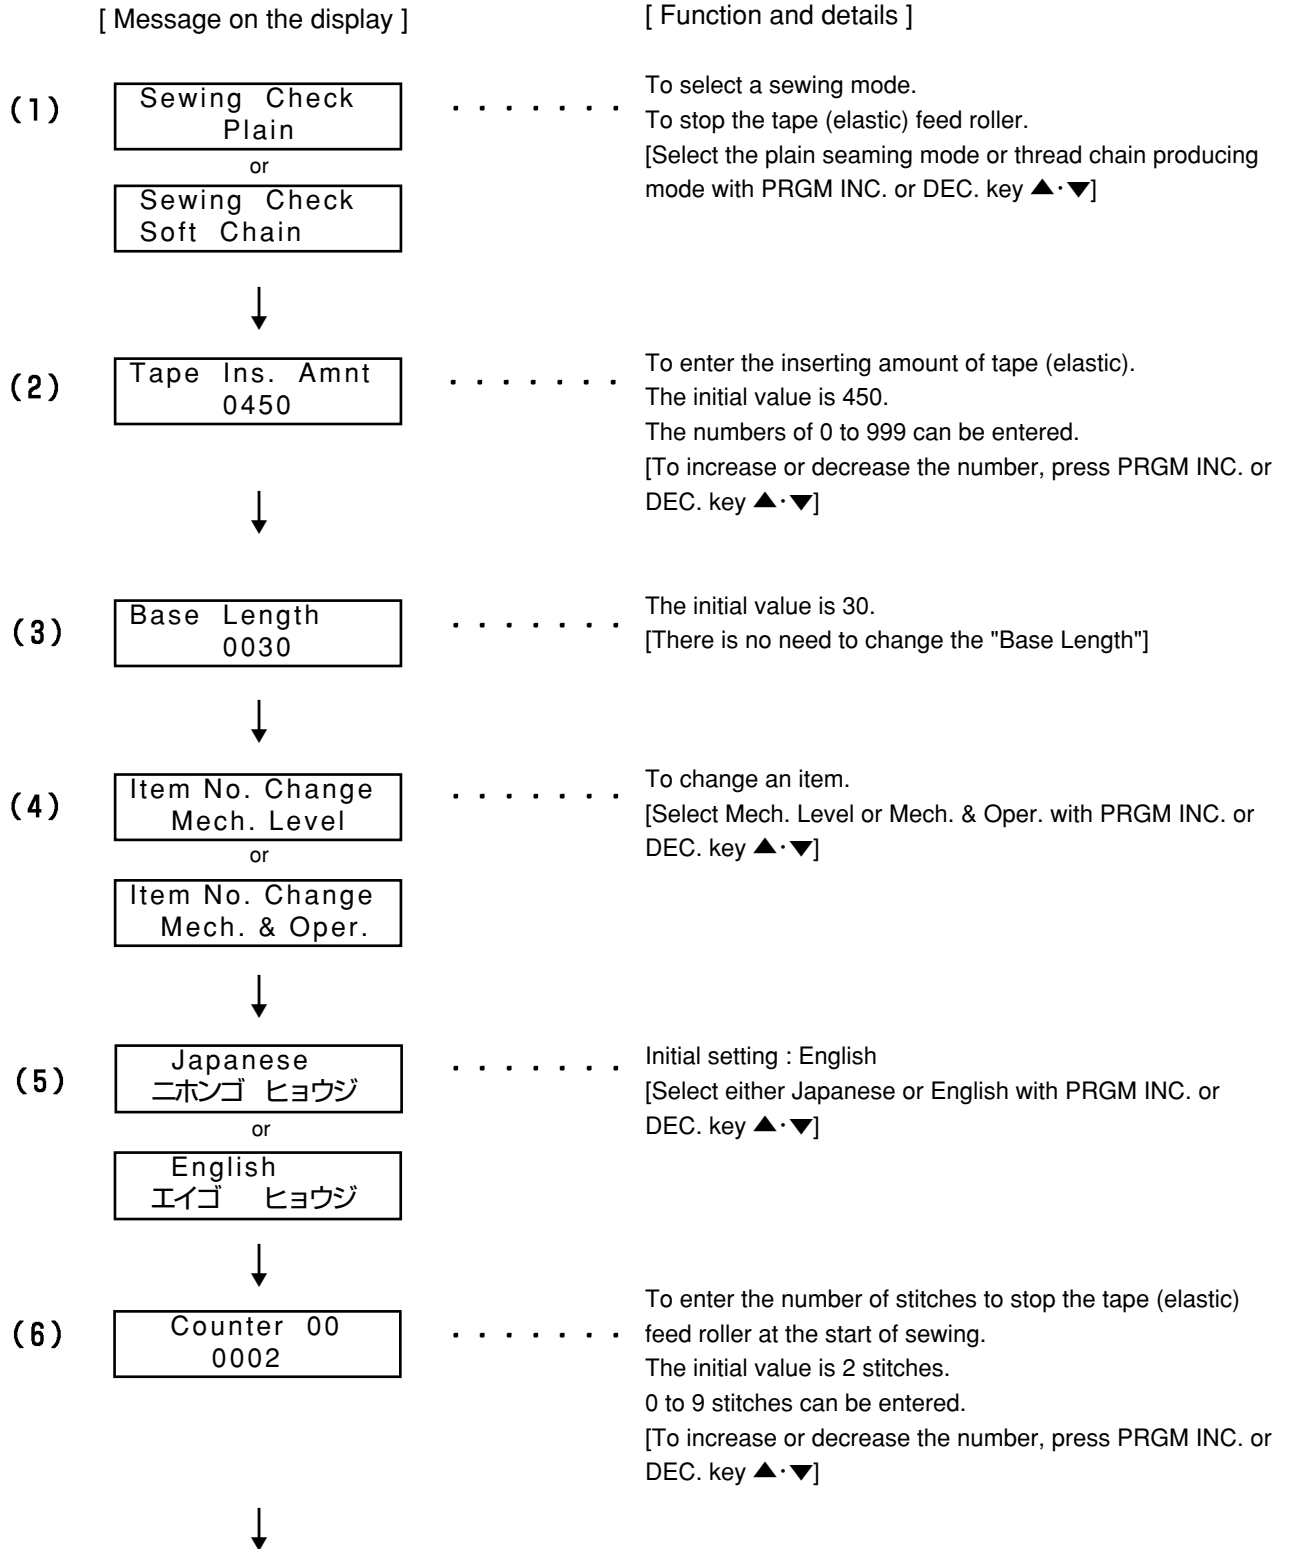 [ Message on the display ]
[ Function and details ]
(1)
Sewing Check
Plain
or
Sewing Check
Soft Chain
. . . . . . .
To select a sewing mode.
To stop the tape (elastic) feed roller.
[Select the plain seaming mode or thread chain producing
mode with PRGM INC. or DEC. key ▲·▼]
(2)
Tape Ins. Amnt
0450
. . . . . . .
To enter the inserting amount of tape (elastic).
The initial value is 450.
The numbers of 0 to 999 can be entered.
[To increase or decrease the number, press PRGM INC. or
DEC. key ▲·▼]
(3)
Base Length
0030
. . . . . . .
The initial value is 30.
[There is no need to change the "Base Length"]
(4)
Item No. Change
Mech. Level
or
Item No. Change
Mech. & Oper.
. . . . . . .
To change an item.
[Select Mech. Level or Mech. & Oper. with PRGM INC. or
DEC. key ▲·▼]
(5)
Japanese
ニホンゴ ヒョウジ
or
English
エイゴ ヒョウジ
. . . . . . .
Initial setting : English
[Select either Japanese or English with PRGM INC. or
DEC. key ▲·▼]
(6)
Counter 00
0002
. . . . . . .
To enter the number of stitches to stop the tape (elastic)
feed roller at the start of sewing.
The initial value is 2 stitches.
0 to 9 stitches can be entered.
[To increase or decrease the number, press PRGM INC. or
DEC. key ▲·▼]